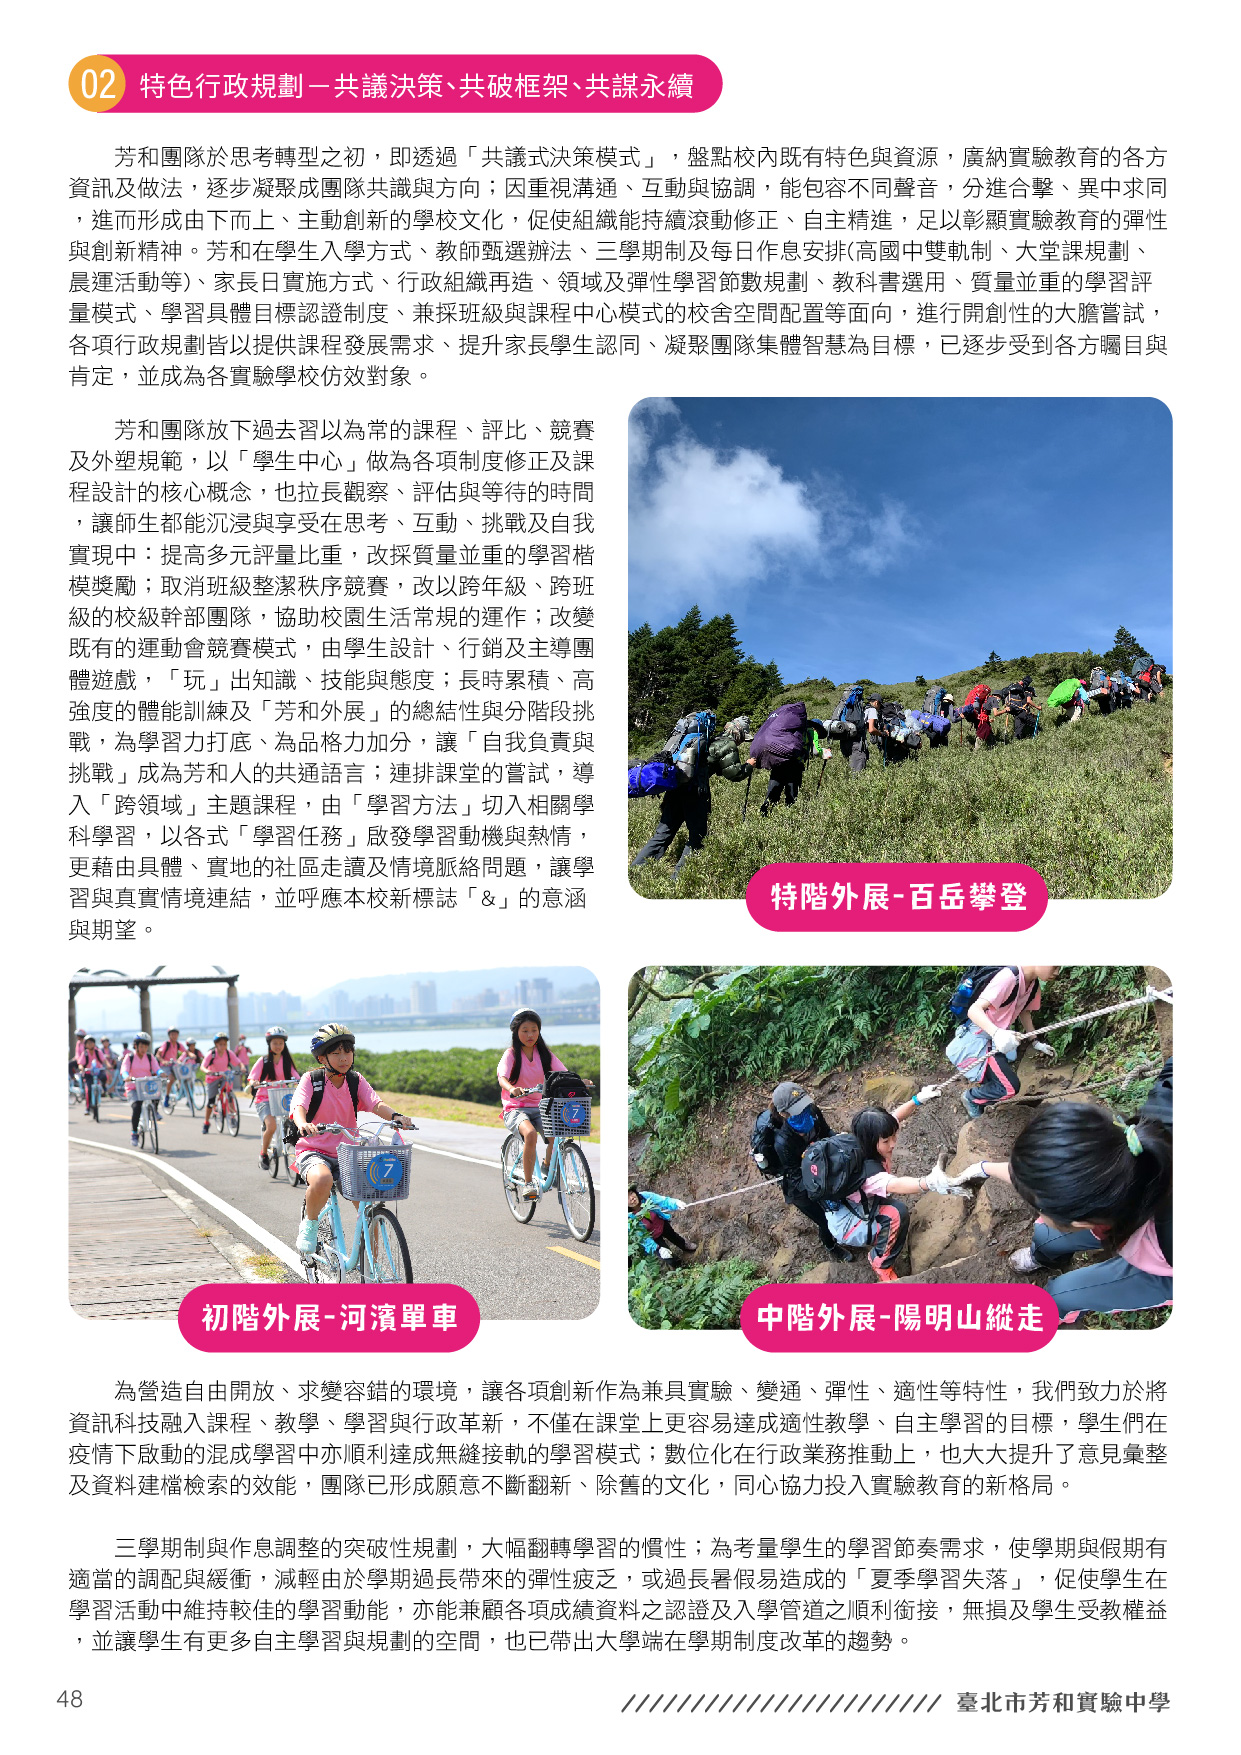 02 特色行政規劃－共議決策、共破框架、共謀永續
芳和團隊於思考轉型之初，即透過「共議式決策模式」，盤點校內既有特色與資源，廣納實驗教育的各方
資訊及做法，逐步凝聚成團隊共識與方向；因重視溝通、互動與協調，能包容不同聲音，分進合擊、異中求同
，進而形成由下而上、主動創新的學校文化，促使組織能持續滾動修正、自主精進，足以彰顯實驗教育的彈性
與創新精神。芳和在學生入學方式、教師甄選辦法、三學期制及每日作息安排(高國中雙軌制、大堂課規劃、
晨運活動等)、家長日實施方式、行政組織再造、領域及彈性學習節數規劃、教科書選用、質量並重的學習評
量模式、學習具體目標認證制度、兼採班級與課程中心模式的校舍空間配置等面向，進行開創性的大膽嘗試，
各項行政規劃皆以提供課程發展需求、提升家長學生認同、凝聚團隊集體智慧為目標，已逐步受到各方矚目與
肯定，並成為各實驗學校仿效對象。
芳和團隊放下過去習以為常的課程、評比、競賽
及外塑規範，以「學生中心」做為各項制度修正及課
程設計的核心概念，也拉長觀察、評估與等待的時間
，讓師生都能沉浸與享受在思考、互動、挑戰及自我
實現中：提高多元評量比重，改採質量並重的學習楷
模獎勵；取消班級整潔秩序競賽，改以跨年級、跨班
級的校級幹部團隊，協助校園生活常規的運作；改變
既有的運動會競賽模式，由學生設計、行銷及主導團
體遊戲，「玩」出知識、技能與態度；長時累積、高
強度的體能訓練及「芳和外展」的總結性與分階段挑
戰，為學習力打底、為品格力加分，讓「自我負責與
挑戰」成為芳和人的共通語言；連排課堂的嘗試，導
入「跨領域」主題課程，由「學習方法」切入相關學
科學習，以各式「學習任務」啟發學習動機與熱情，
更藉由具體、實地的社區走讀及情境脈絡問題，讓學
習與真實情境連結，並呼應本校新標誌「&」的意涵
與期望。
特階外展-百岳攀登
7
7
初階外展-河濱單車
中階外展-陽明山縱走
為營造自由開放、求變容錯的環境，讓各項創新作為兼具實驗、變通、彈性、適性等特性，我們致力於將
資訊科技融入課程、教學、學習與行政革新，不僅在課堂上更容易達成適性教學、自主學習的目標，學生們在
疫情下啟動的混成學習中亦順利達成無縫接軌的學習模式；數位化在行政業務推動上，也大大提升了意見彙整
及資料建檔檢索的效能，團隊已形成願意不斷翻新、除舊的文化，同心協力投入實驗教育的新格局。
三學期制與作息調整的突破性規劃，大幅翻轉學習的慣性；為考量學生的學習節奏需求，使學期與假期有
適當的調配與緩衝，減輕由於學期過長帶來的彈性疲乏，或過長暑假易造成的「夏季學習失落」，促使學生在
學習活動中維持較佳的學習動能，亦能兼顧各項成績資料之認證及入學管道之順利銜接，無損及學生受教權益
，並讓學生有更多自主學習與規劃的空間，也已帶出大學端在學期制度改革的趨勢。
48
臺北市芳和實驗中學